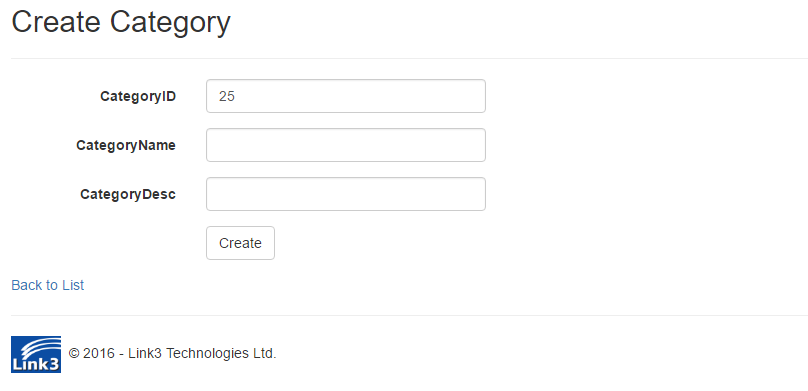 Create Category
CategoryID 25
CategoryName
CategoryDesc
Create
Back to List
Link3 © 2016 - Link3 Technologies Ltd.